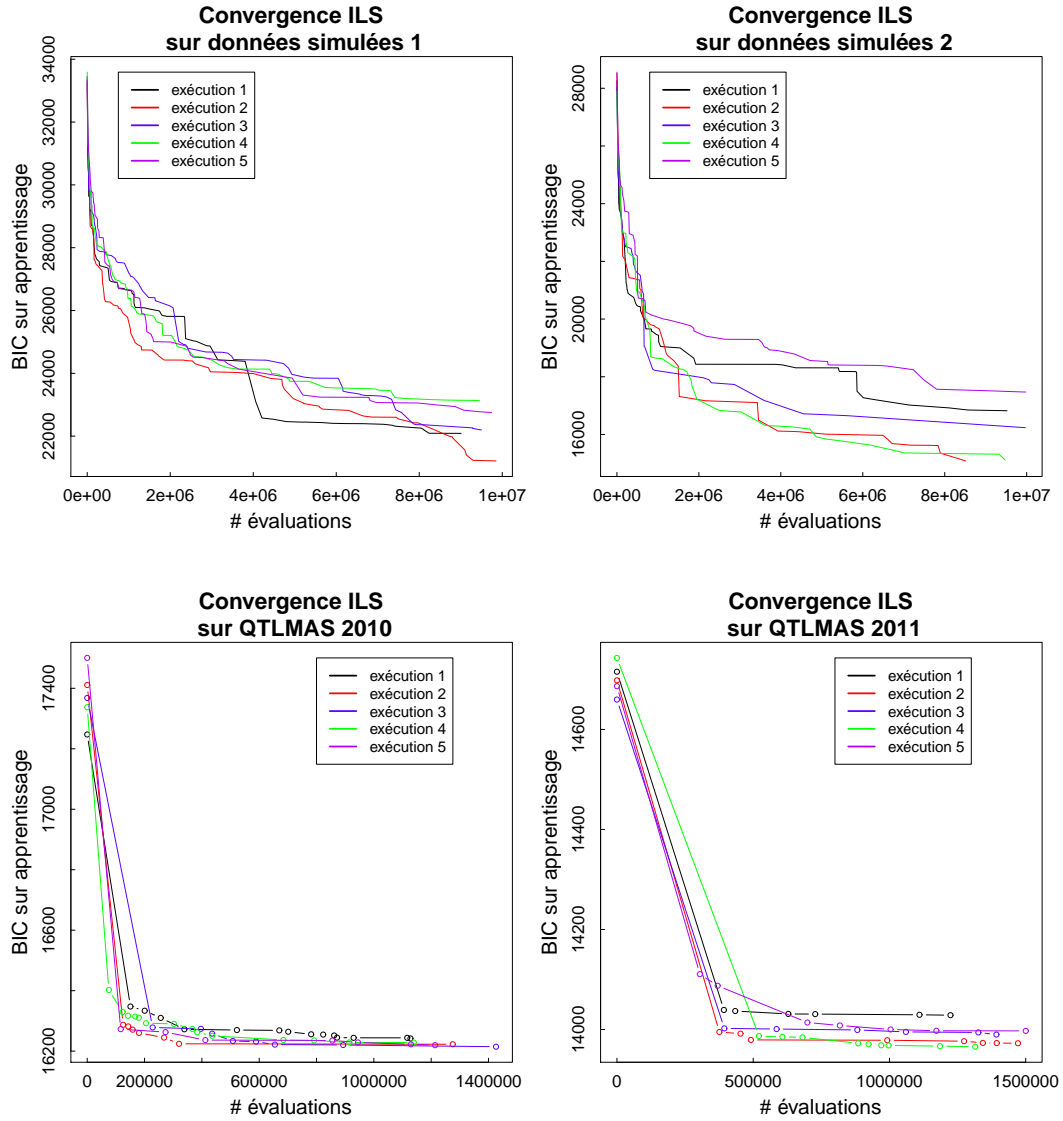 Convergence ILS
sur données simulées 1
34000
32000
30000
28000
26000
24000
22000
BIC sur apprentissage
exécution 1
exécution 2
exécution 3
exécution 4
exécution 5
0e+00 2e+06 4e+06 6e+06 8e+06 1e+07
# évaluations
Convergence ILS
sur données simulées 2
28000
24000
20000
16000
BIC sur apprentissage
exécution 1
exécution 2
exécution 3
exécution 4
exécution 5
0e+00 2e+06 4e+06 6e+06 8e+06 1e+07
# évaluations
Convergence ILS
sur QTLMAS 2010
17400
17000
16600
16200
BIC sur apprentissage
exécution 1
exécution 2
exécution 3
exécution 4
exécution 5
0 200000 600000 1000000 1400000
# évaluations
Convergence ILS
sur QTLMAS 2011
14600
14400
14200
14000
BIC sur apprentissage
exécution 1
exécution 2
exécution 3
exécution 4
exécution 5
0 500000 1000000 1500000
# évaluations